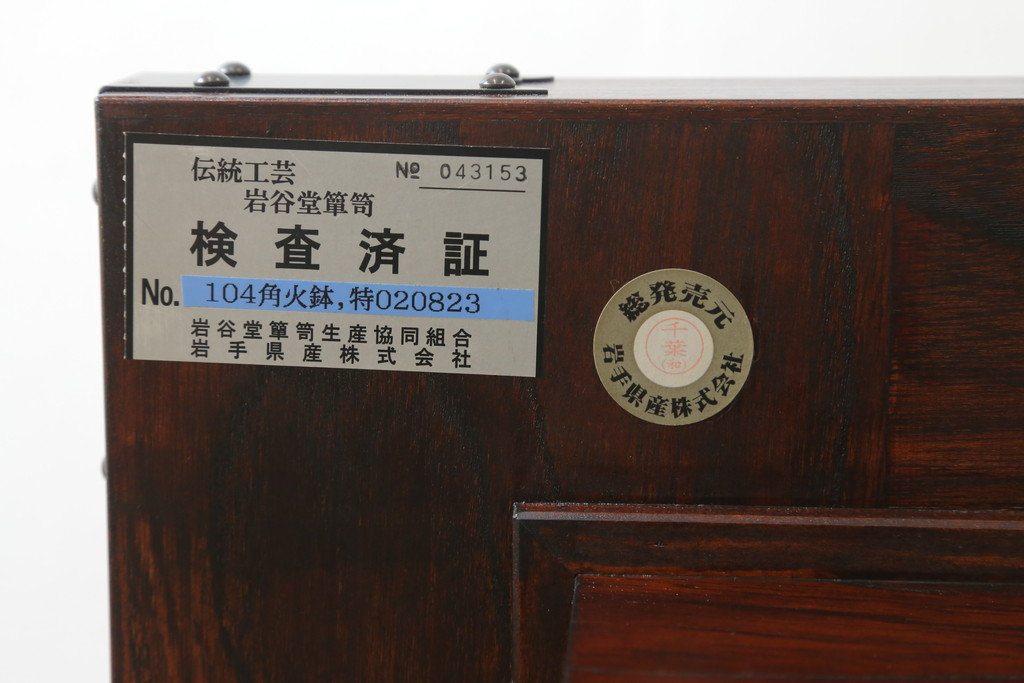 伝統工芸
№ 043153
岩谷堂簞笥
検査済証
No. 104角火鉢,特020823
岩谷堂簞笥生産協同組合
岩手県産株式会社
総発売元
千葉
(和)
岩手県産株式会社